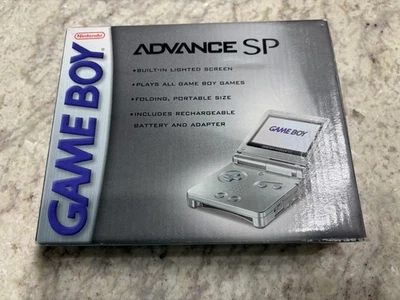 Nintendo
GAME BOY
ADVANCE SP
•BUILT-IN LIGHTED SCREEN
•PLAYS ALL GAME BOY GAMES
•FOLDING, PORTABLE SIZE
•INCLUDES RECHARGEABLE
BATTERY AND ADAPTER
GAME BOY